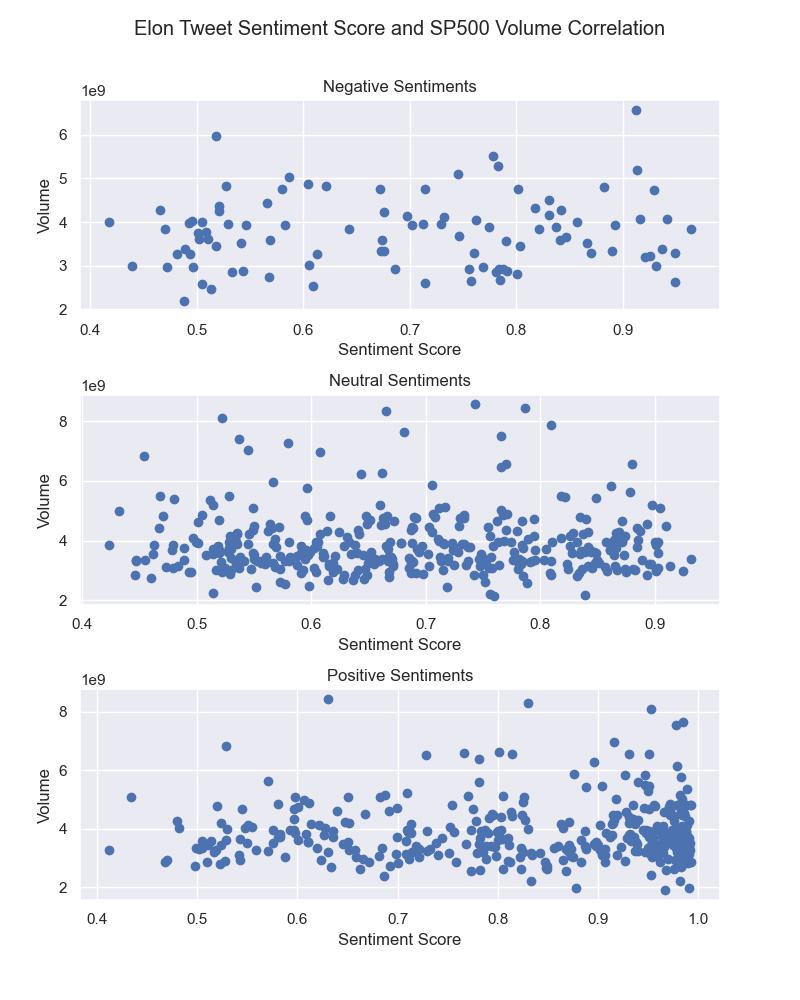 Elon Tweet Sentiment Score and SP500 Volume Correlation
Negative Sentiments
1e9
6
5
4
3
2
Volume
0.4 0.5 0.6 0.7 0.8 0.9
Sentiment Score
Neutral Sentiments
1e9
8
6
4
2
Volume
0.4 0.5 0.6 0.7 0.8 0.9
Sentiment Score
Positive Sentiments
1e9
8
6
4
2
Volume
0.4 0.5 0.6 0.7 0.8 0.9 1.0
Sentiment Score